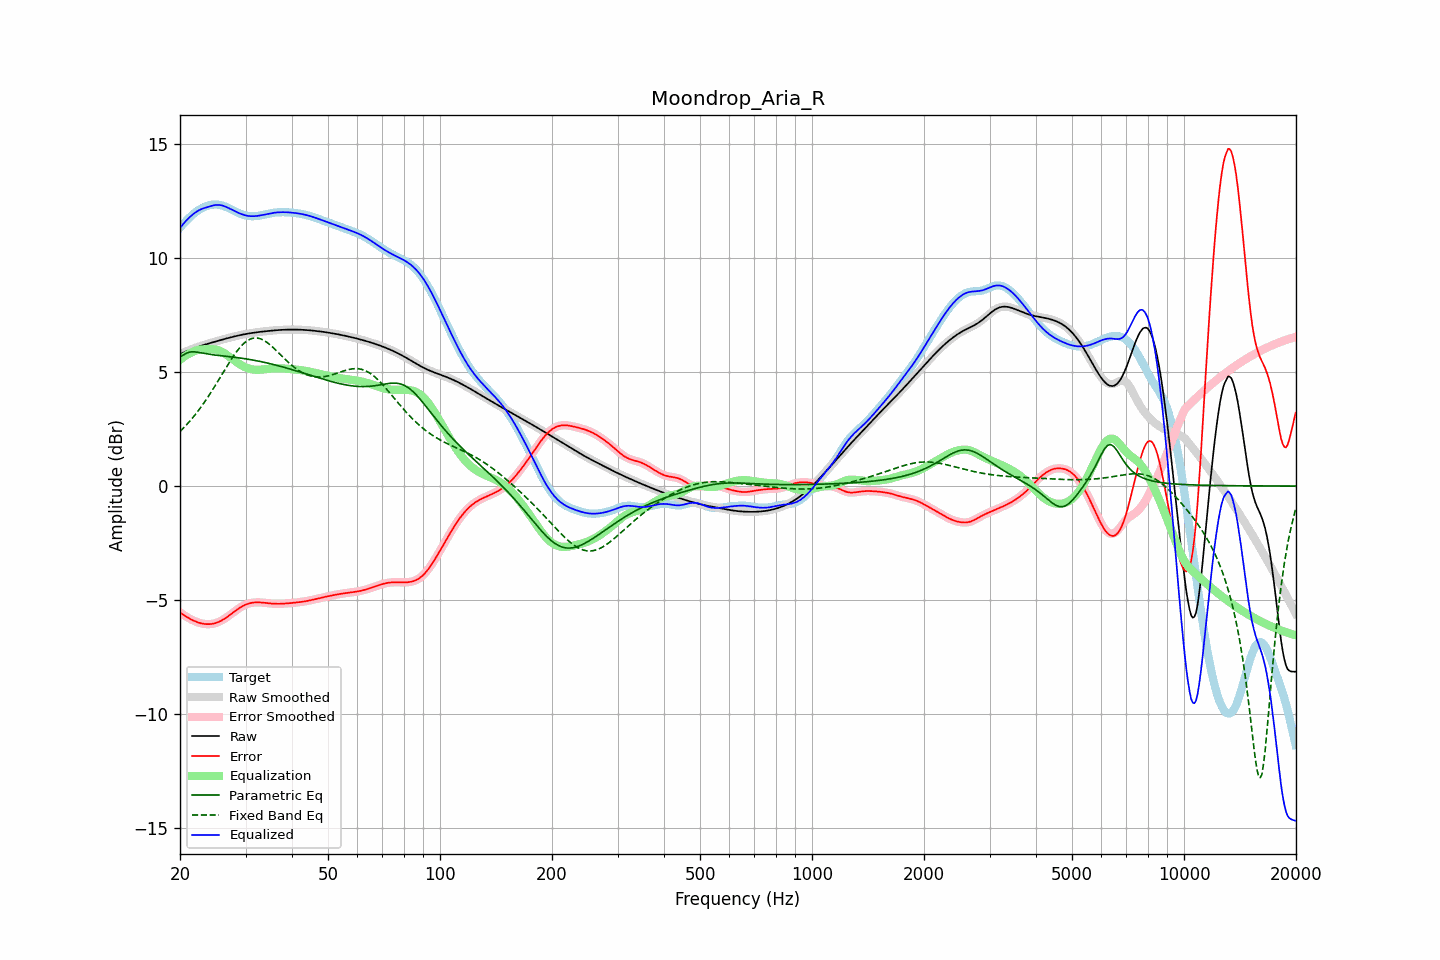 Moondrop_Aria_R
15
10
5
0
−5
−10
−15
Amplitude (dBr)
Target
Raw Smoothed
Error Smoothed
Raw
Error
Equalization
Parametric Eq
Fixed Band Eq
Equalized
20 50 100 200 500 1000 2000 5000 10000 20000
Frequency (Hz)